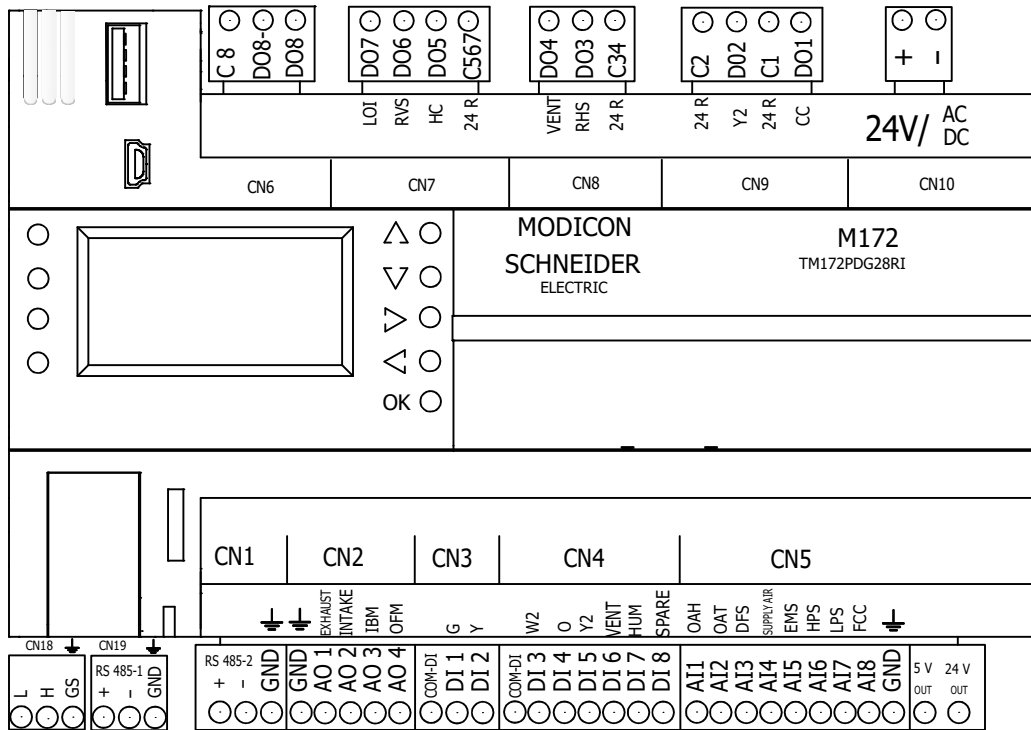 C 8 DO8- DO8
DO7 DO6 DO5 C567
DO4 DO3 C34
C2 D02 C1 DO1
+ -
LOI RVS HC 24 R
VENT RHS 24 R
24 R Y2 24 R CC
24V/ AC
DC
CN6 CN7 CN8 CN9 CN10
MODICON
SCHNEIDER
ELECTRIC
M172
TM172PDG28RI
OK
CN1 CN2 CN3 CN4 CN5
EXHAUST INTAKE IBM OFM
G Y
W2 O Y2 VENT HUM SPARE
OAH OAT DFS SUPPLY AIR EMS HPS LPS FCC
CN18 CN19
L H GS
RS 485-1
+ - GND
RS 485-2
+ - GND
GND AO 1 AO 2 AO 3 AO 4
COM-DI DI 1 DI 2
COM-DI DI 3 DI 4 DI 5 DI 6 DI 7 DI 8
AI1 AI2 AI3 AI4 AI5 AI6 AI7 AI8 GND
5 V
OUT
24 V
OUT